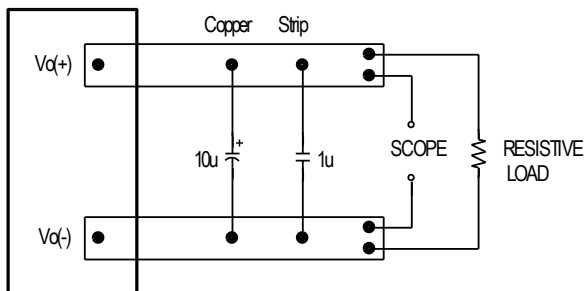 Copper Strip
Vo(+)
10u + 1u
SCOPE
RESISTIVE
LOAD
Vo(-)